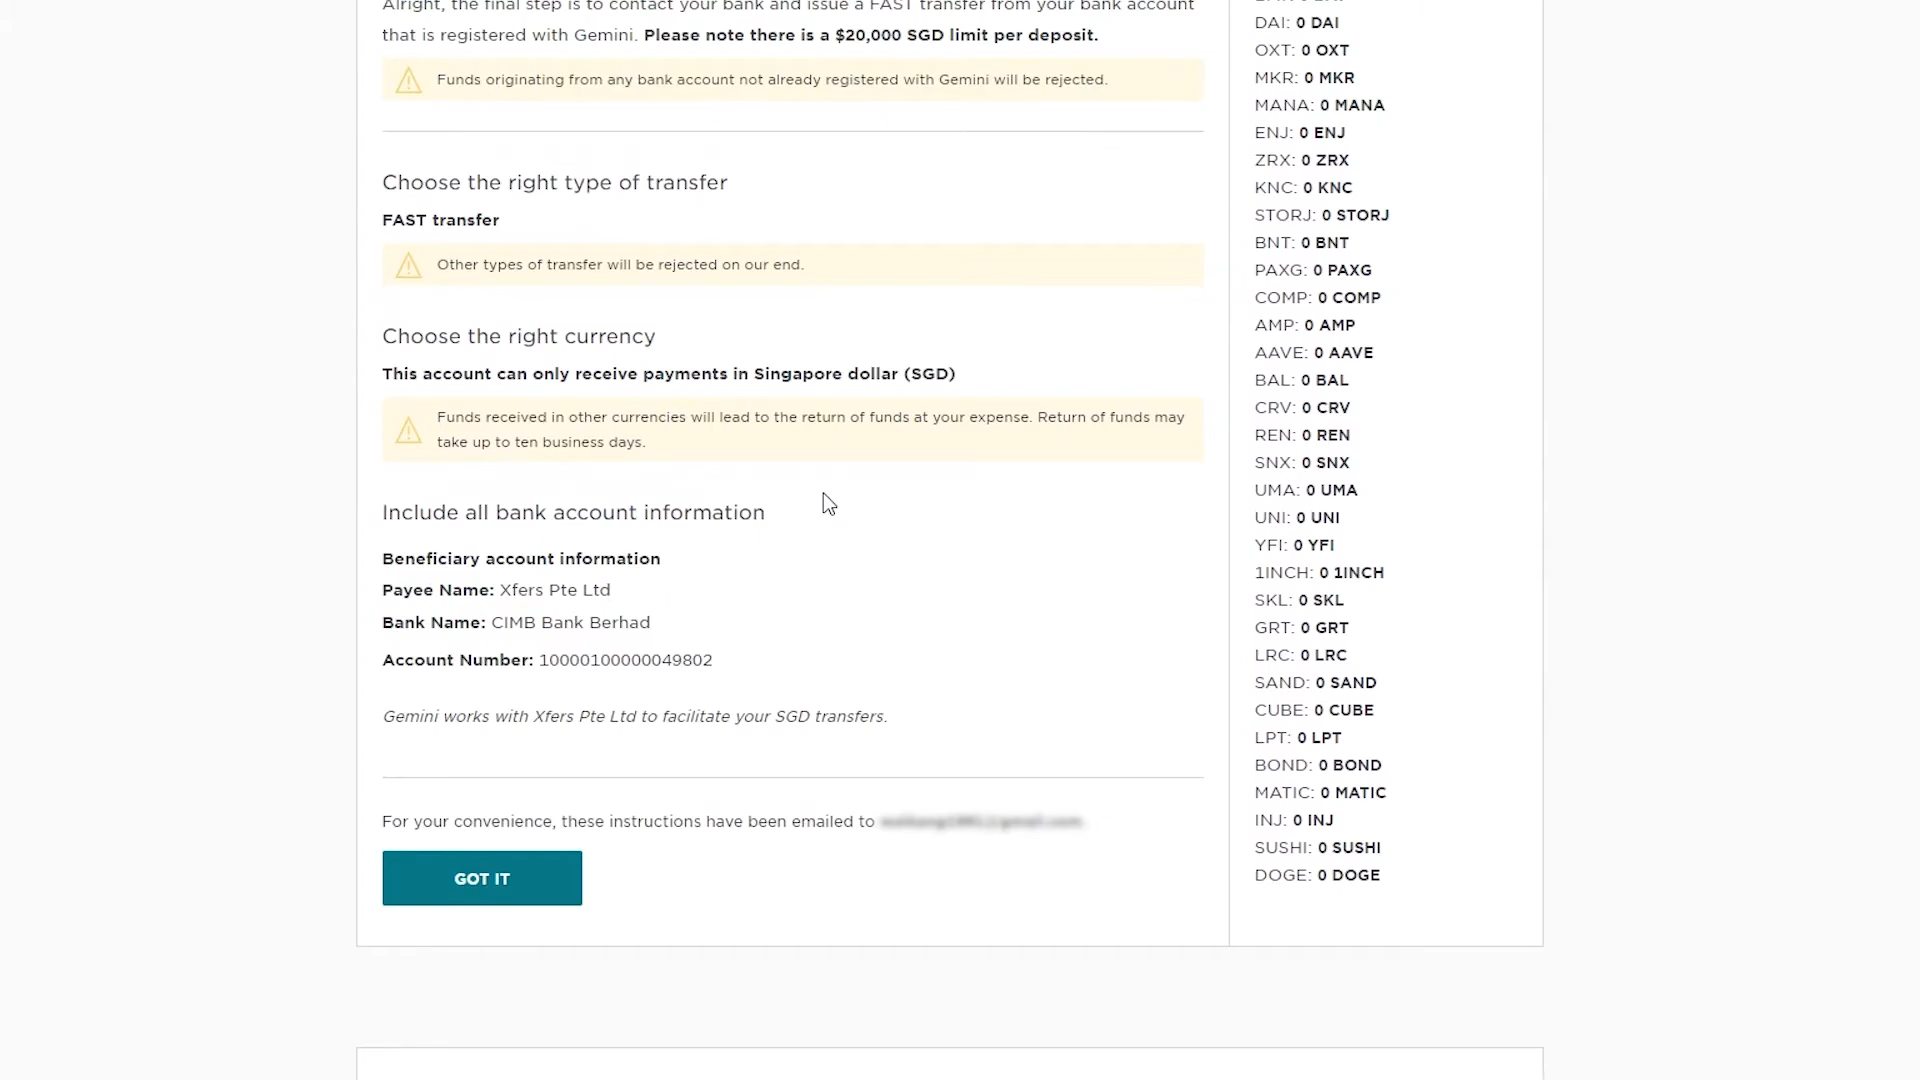 Alright, the final step is to contact your bank and issue a FAST transfer from your bank account
that is registered with Gemini. Please note there is a $20,000 SGD limit per deposit.
Funds originating from any bank account not already registered with Gemini will be rejected.
Choose the right type of transfer
FAST transfer
Other types of transfer will be rejected on our end.
Choose the right currency
This account can only receive payments in Singapore dollar (SGD)
Funds received in other currencies will lead to the return of funds at your expense. Return of funds may
take up to ten business days.
Include all bank account information
Beneficiary account information
Payee Name: Xfers Pte Ltd
Bank Name: CIMB Bank Berhad
Account Number: 10000100000049802
Gemini works with Xfers Pte Ltd to facilitate your SGD transfers.
For your convenience, these instructions have been emailed to
GOT IT
DAI: 0 DAI
OXT: 0 OXT
MKR: 0 MKR
MANA: 0 MANA
ENJ: 0 ENJ
ZRX: 0 ZRX
KNC: 0 KNC
STORJ: 0 STORJ
BNT: 0 BNT
PAXG: 0 PAXG
COMP: 0 COMP
AMP: 0 AMP
AAVE: 0 AAVE
BAL: 0 BAL
CRV: 0 CRV
REN: 0 REN
SNX: 0 SNX
UMA: 0 UMA
UNI: 0 UNI
YFI: 0 YFI
1INCH: 0 1INCH
SKL: 0 SKL
GRT: 0 GRT
LRC: 0 LRC
SAND: 0 SAND
CUBE: 0 CUBE
LPT: 0 LPT
BOND: 0 BOND
MATIC: 0 MATIC
INJ: 0 INJ
SUSHI: 0 SUSHI
DOGE: 0 DOGE